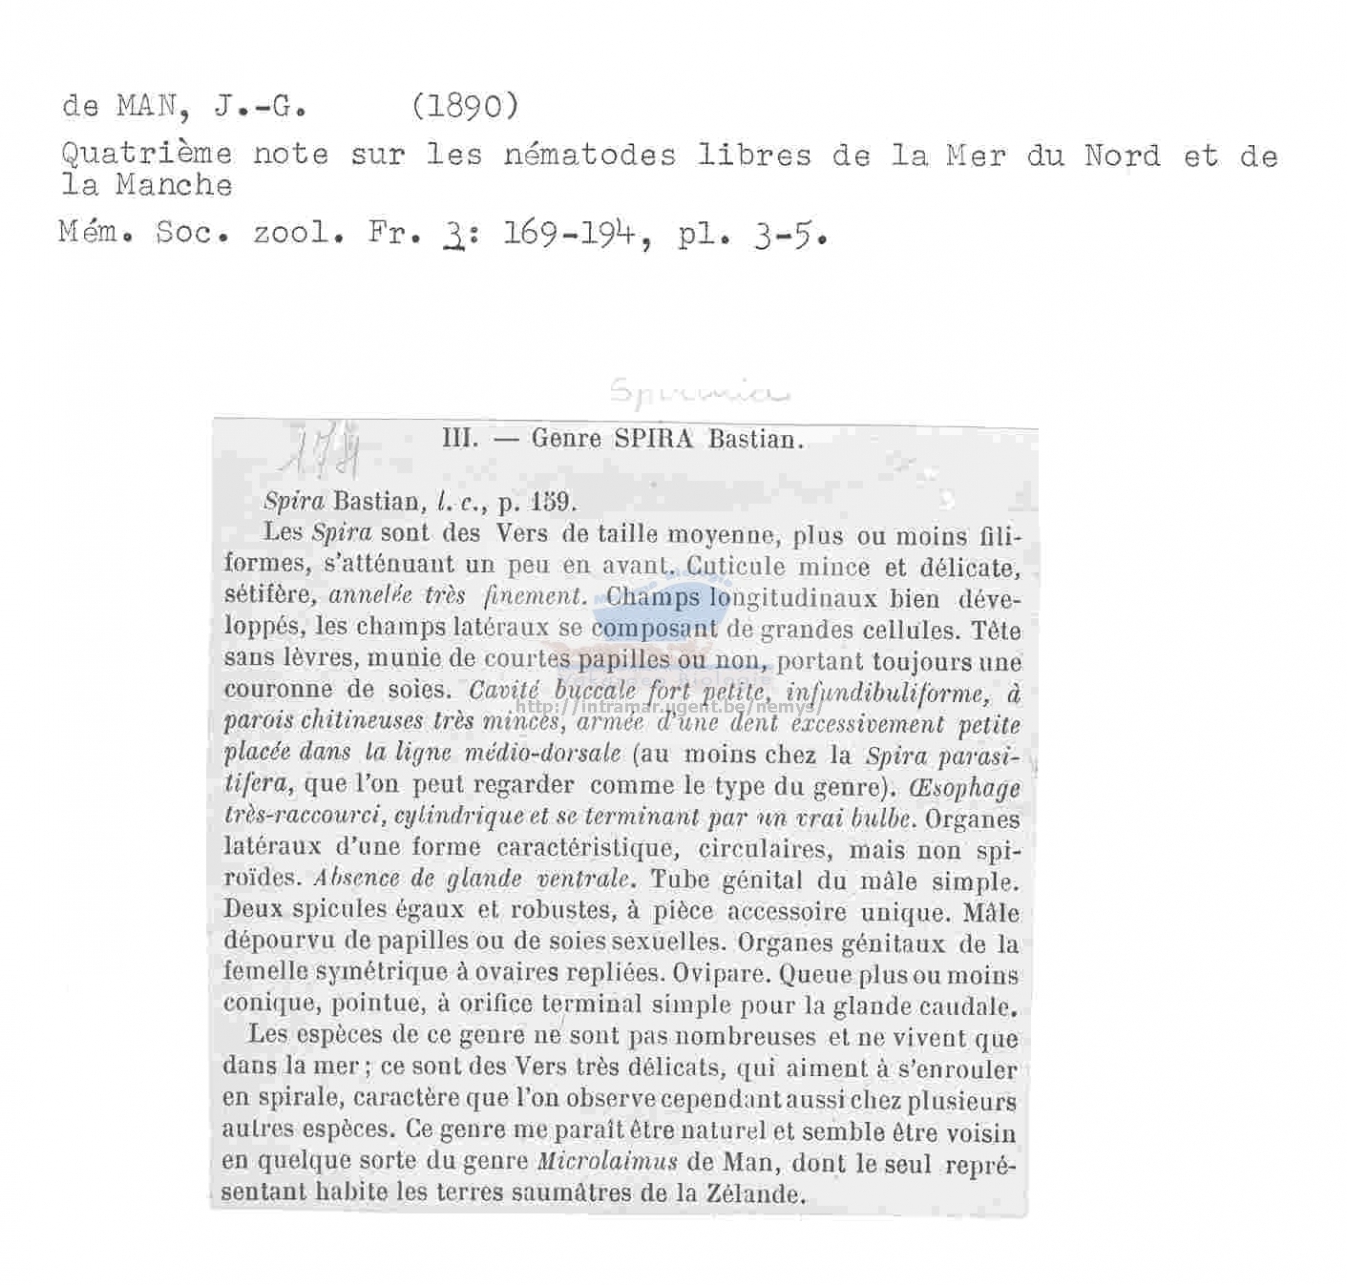 de MAN, J.-G. (1890)
Quatrième note sur les nématodes libres de la Mer du Nord et de
la Manche
Mém. Soc. zool. Fr. 3: 169-194, pl. 3-5.
Spirinia
174
III. — Genre SPIRA Bastian.
Spira Bastian, l. c., p. 159.
Les Spira sont des Vers de taille moyenne, plus ou moins fili-
formes, s'atténuant un peu en avant. Cuticule mince et délicate,
sétifère, annelée très finement. Champs longitudinaux bien déve-
loppés, les champs latéraux se composant de grandes cellules. Tête
sans lèvres, munie de courtes papilles ou non, portant toujours une
couronne de soies. Cavité buccale fort petite, infundibuliforme, à
http://intramar.ugent.be/nemys/
parois chitineuses très minces, armée d'une dent excessivement petite
placée dans la ligne médio-dorsale (au moins chez la Spira parasi-
tifera, que l'on peut regarder comme le type du genre). Œsophage
très-raccourci, cylindrique et se terminant par un vrai bulbe. Organes
latéraux d'une forme caractéristique, circulaires, mais non spi-
roïdes. Absence de glande ventrale. Tube génital du mâle simple.
Deux spicules égaux et robustes, à pièce accessoire unique. Mâle
dépourvu de papilles ou de soies sexuelles. Organes génitaux de la
femelle symétrique à ovaires repliées. Ovipare. Queue plus ou moins
conique, pointue, à orifice terminal simple pour la glande caudale.
Les espèces de ce genre ne sont pas nombreuses et ne vivent que
dans la mer ; ce sont des Vers très délicats, qui aiment à s'enrouler
en spirale, caractère que l'on observe cependant aussi chez plusieurs
autres espèces. Ce genre me paraît être naturel et semble être voisin
en quelque sorte du genre Microlaimus de Man, dont le seul repré-
sentant habite les terres saumâtres de la Zélande.